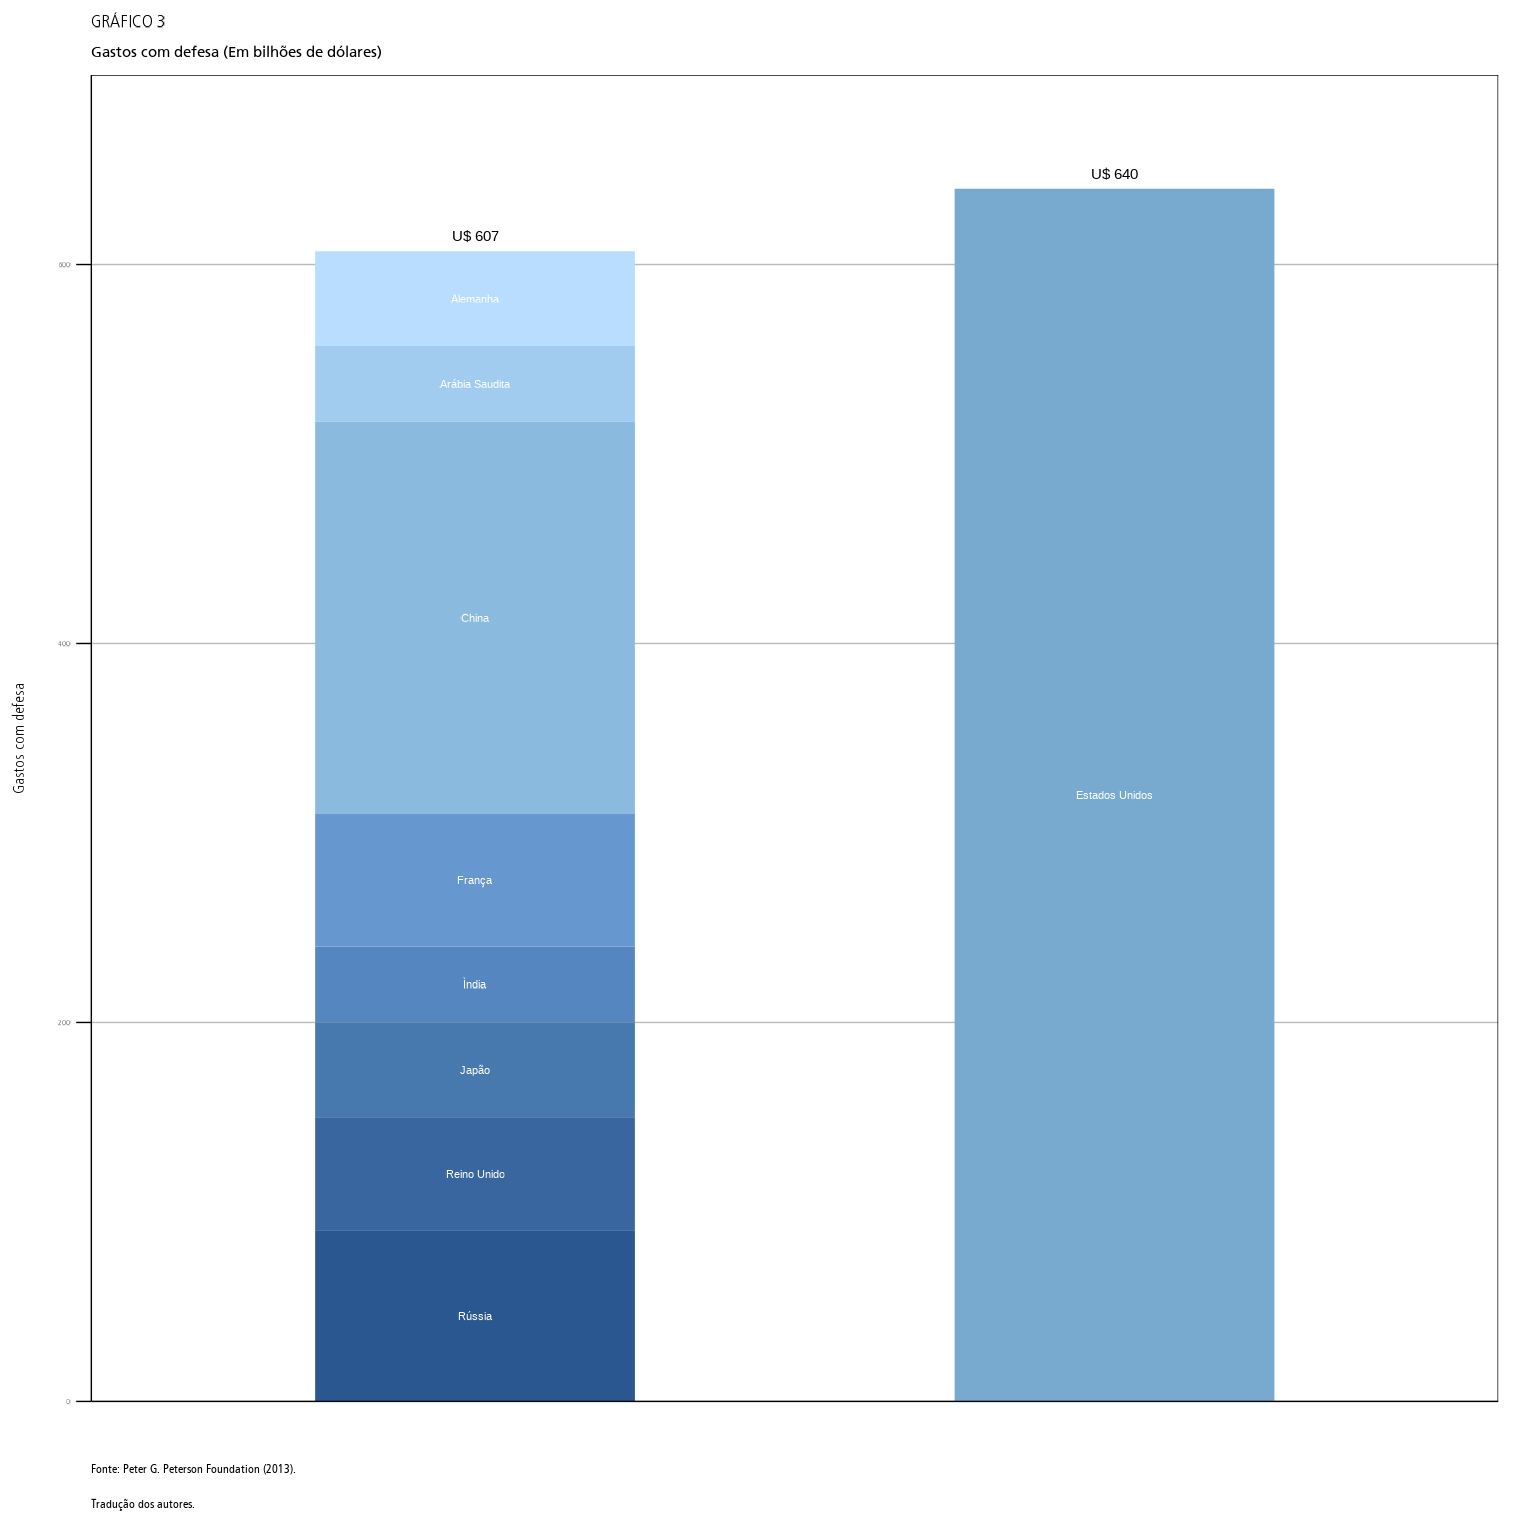 GRÁFICO 3
Gastos com defesa (Em bilhões de dólares)
U$ 640
U$ 607
600
Alemanha
Arábia Saudita
China
400
Gastos com defesa
Estados Unidos
França
Índia
200
Japão
Reino Unido
Rússia
0
Fonte: Peter G. Peterson Foundation (2013).
Tradução dos autores.